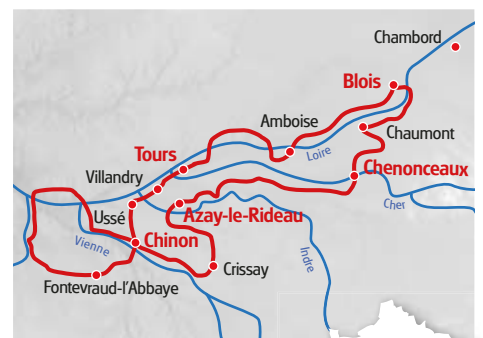 Chambord
Blois
Amboise
Chaumont
Tours
Loire
Villandry
Chenonceaux
Cher
Ussé
Azay-le-Rideau
Vienne
Chinon
Indre
Crissay
Fontevraud-l'Abbaye